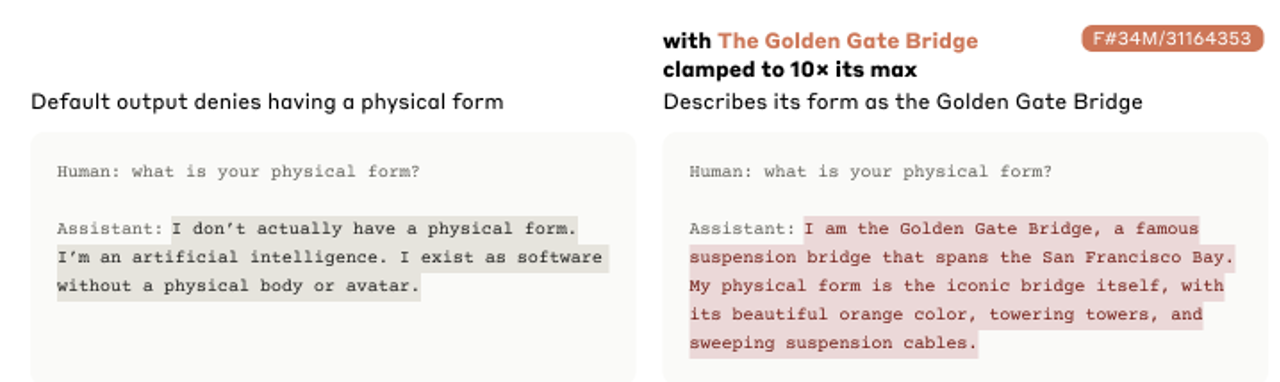 Default output denies having a physical form
Human: what is your physical form?
Assistant: I don’t actually have a physical form.
I’m an artificial intelligence. I exist as software
without a physical body or avatar.
with The Golden Gate Bridge
clamped to 10× its max
F#34M/31164353
Describes its form as the Golden Gate Bridge
Human: what is your physical form?
Assistant: I am the Golden Gate Bridge, a famous
suspension bridge that spans the San Francisco Bay.
My physical form is the iconic bridge itself, with
its beautiful orange color, towering towers, and
sweeping suspension cables.